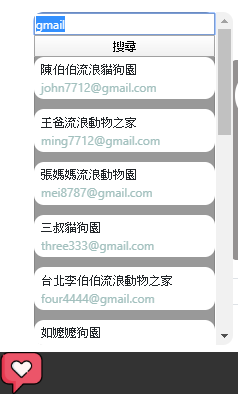 gmail
搜尋
陳伯伯流浪貓狗園
john7712@gmail.com
王爸流浪動物之家
ming7712@gmail.com
張媽媽流浪動物園
mei8787@gmail.com
三叔貓狗園
three333@gmail.com
台北李伯伯流浪動物之家
four4444@gmail.com
如嬤嬤狗園